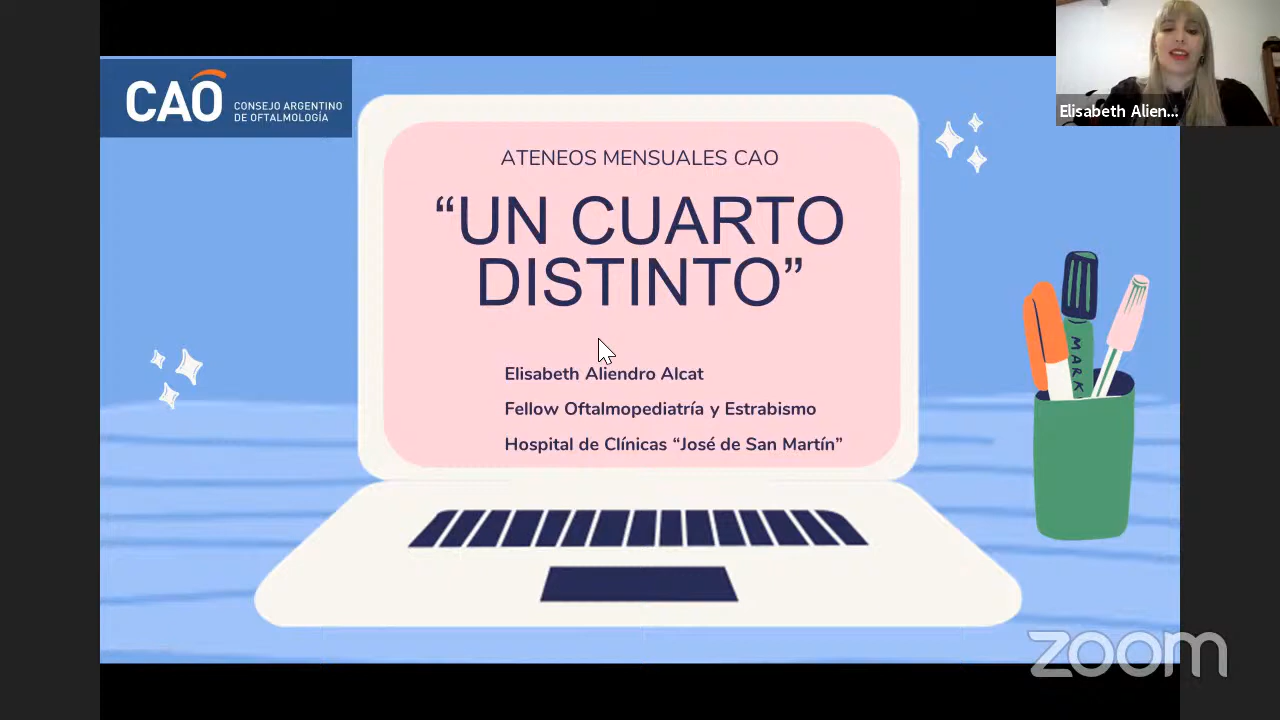 CAO
CONSEJO ARGENTINO
DE OFTALMOLOGÍA
Elisabeth Alien...
ATENEOS MENSUALES CAO
“UN CUARTO
DISTINTO”
Elisabeth Aliendro Alcat
Fellow Oftalmopediatría y Estrabismo
Hospital de Clínicas “José de San Martín”
MARK
zoom